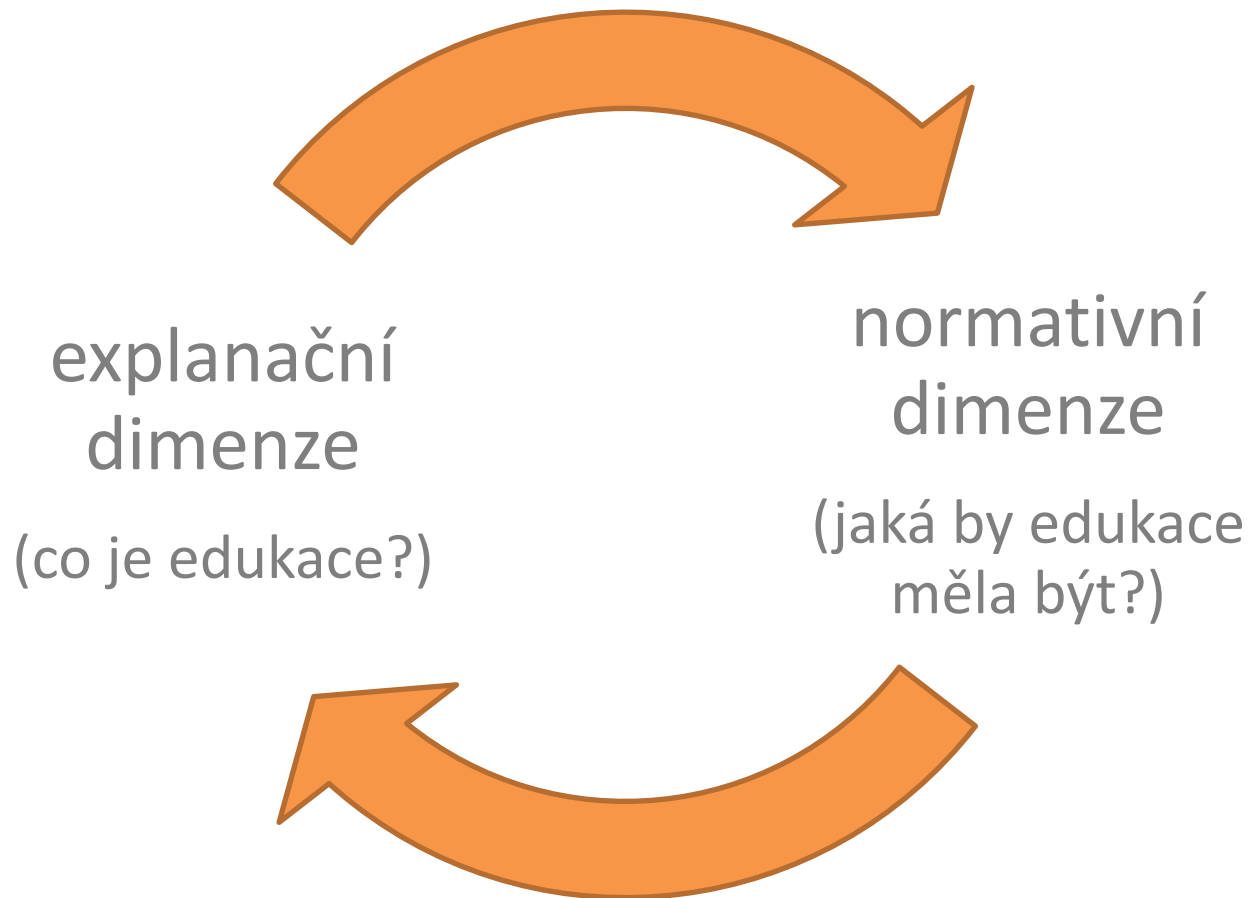 explanační
dimenze
(co je edukace?)
normativní
dimenze
(jaká by edukace
měla být?)